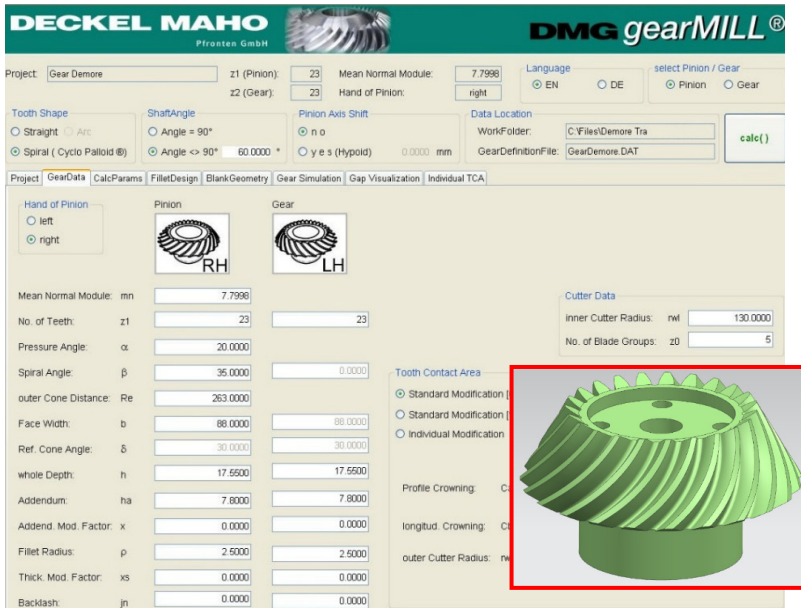 DECKEL MAHO
Pfronten GmbH
DMG gearMILL®
Project: Gear Demore z1 (Pinion): 23 Mean Normal Module: 7.7998
z2 (Gear): 23 Hand of Pinion: right
Language
EN DE
select Pinion / Gear
Pinion Gear
Tooth Shape
Straight Arc
Spiral ( Cyclo Palloid ®)
ShaftAngle
Angle = 90°
Angle <> 90° 60.0000 °
Pinion Axis Shift
n o
y e s (Hypoid) 0.0000 mm
Data Location
WorkFolder: C:\Files\Demore Tra
GearDefinitionFile: GearDemore.DAT
calc()
Project GearData CalcParams FilletDesign BlankGeometry Gear Simulation Gap Visualization Individual TCA
Hand of Pinion
left
right
Pinion Gear
RH LH
Mean Normal Module: mn 7.7998
No. of Teeth: z1 23 23
Pressure Angle: α 20.0000
Spiral Angle: β 35.0000 0.0000
outer Cone Distance: Re 263.0000
Face Width: b 88.0000 88.0000
Ref. Cone Angle: δ 30.0000 30.0000
whole Depth: h 17.5500 17.5500
Addendum: ha 7.8000 7.8000
Addend. Mod. Factor: x 0.0000 0.0000
Fillet Radius: ρ 2.5000 2.5000
Thick. Mod. Factor: xs 0.0000 0.0000
Backlash: jn 0.0000 0.0000
Cutter Data
inner Cutter Radius: rwl 130.0000
No. of Blade Groups: z0 5
Tooth Contact Area
Standard Modification
Standard Modification
Individual Modification
Profile Crowning:
longitud. Crowning:
outer Cutter Radius: